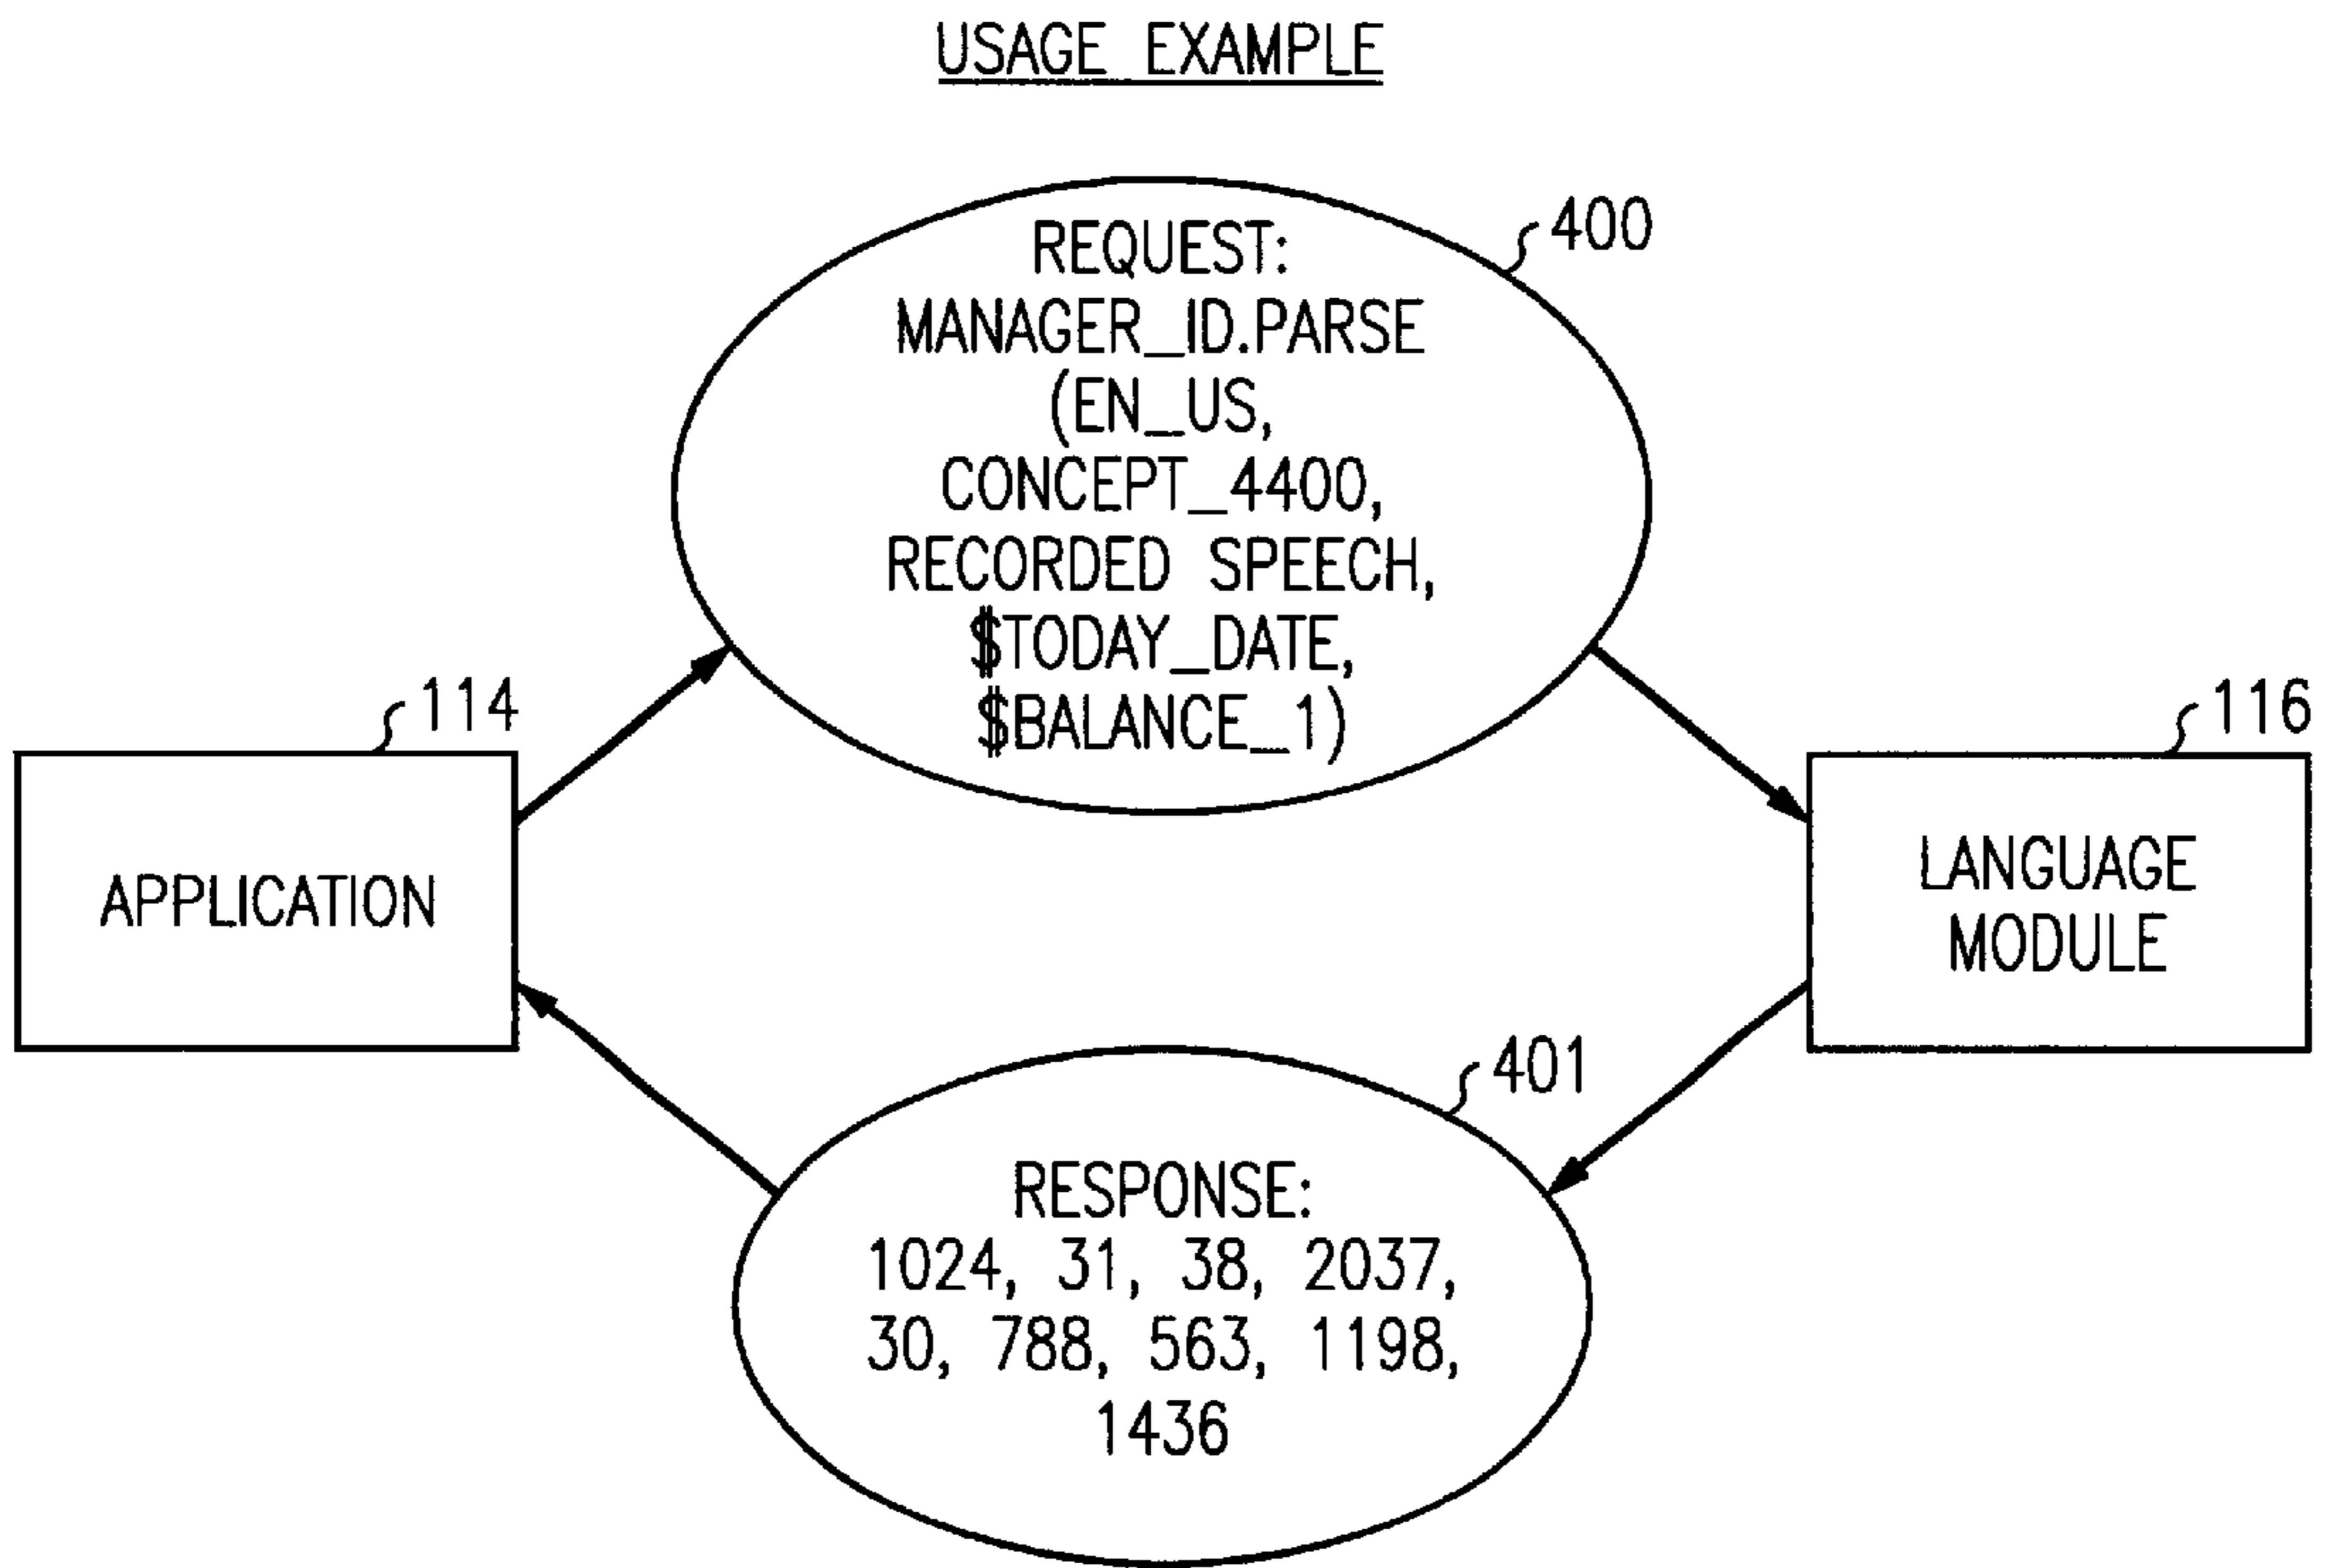 USAGE EXAMPLE
400
REQUEST:
MANAGER_ID.PARSE
(EN_US,
CONCEPT_4400,
RECORDED SPEECH,
$TODAY_DATE,
$BALANCE_1)
114
APPLICATION
116
LANGUAGE
MODULE
401
RESPONSE:
1024, 31, 38, 2037,
30, 788, 563, 1198,
1436